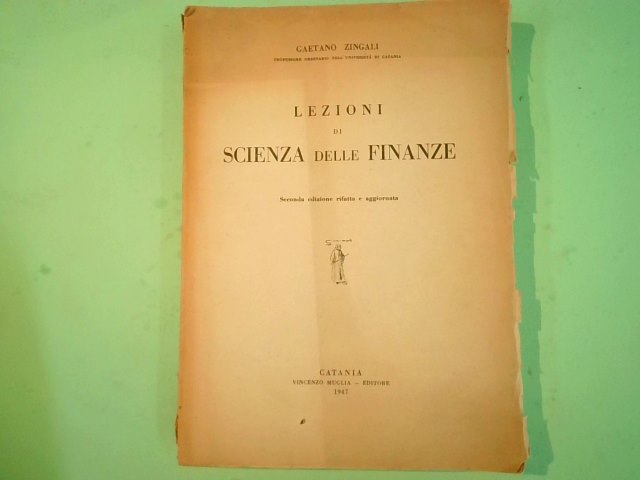 GAETANO ZINGALI
PROFESSORE ORDINARIO NELL'UNIVERSITÀ DI CATANIA
LEZIONI
DI
SCIENZA DELLE FINANZE
Seconda edizione rifatta e aggiornata
CATANIA
VINCENZO MUGLIA – EDITORE
1947